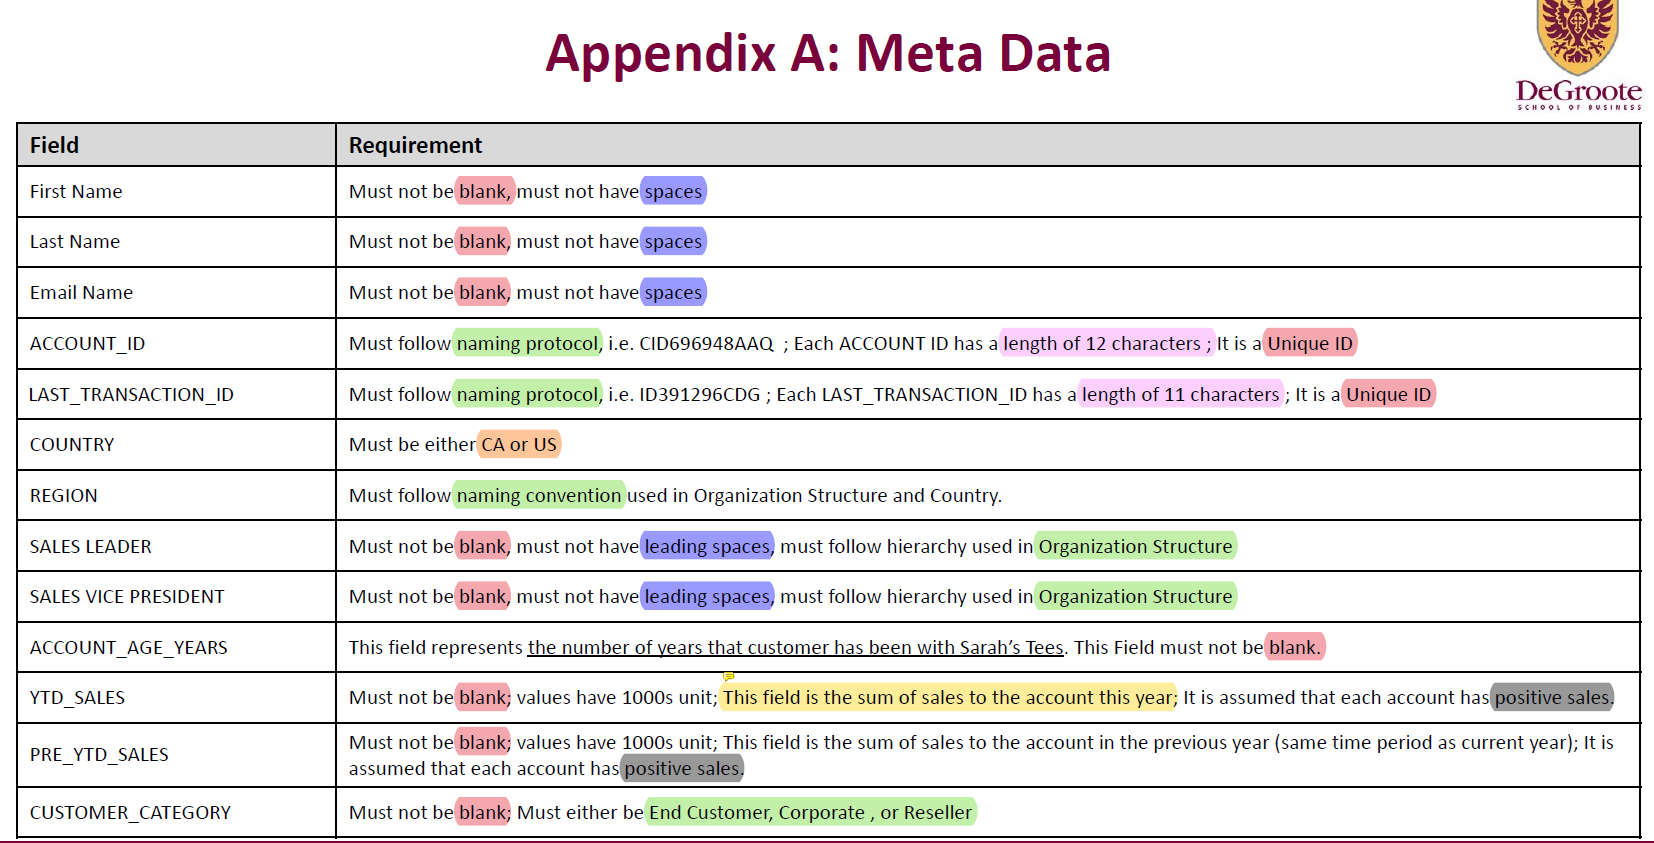 Appendix A: Meta Data
DeGroote
SCHOOL OF BUSINESS
Field Requirement
First Name Must not be blank, must not have spaces
Last Name Must not be blank, must not have spaces
Email Name Must not be blank, must not have spaces
ACCOUNT_ID Must follow naming protocol, i.e. CID696948AAQ ; Each ACCOUNT ID has a length of 12 characters ; It is a Unique ID
LAST_TRANSACTION_ID Must follow naming protocol, i.e. ID391296CDG ; Each LAST_TRANSACTION_ID has a length of 11 characters ; It is a Unique ID
COUNTRY Must be either CA or US
REGION Must follow naming convention used in Organization Structure and Country.
SALES LEADER Must not be blank, must not have leading spaces, must follow hierarchy used in Organization Structure
SALES VICE PRESIDENT Must not be blank, must not have leading spaces, must follow hierarchy used in Organization Structure
ACCOUNT_AGE_YEARS This field represents the number of years that customer has been with Sarah's Tees. This Field must not be blank.
YTD_SALES Must not be blank; values have 1000s unit; This field is the sum of sales to the account this year; It is assumed that each account has positive sales.
PRE_YTD_SALES Must not be blank; values have 1000s unit; This field is the sum of sales to the account in the previous year (same time period as current year); It is
assumed that each account has positive sales.
CUSTOMER_CATEGORY Must not be blank; Must either be End Customer, Corporate , or Reseller